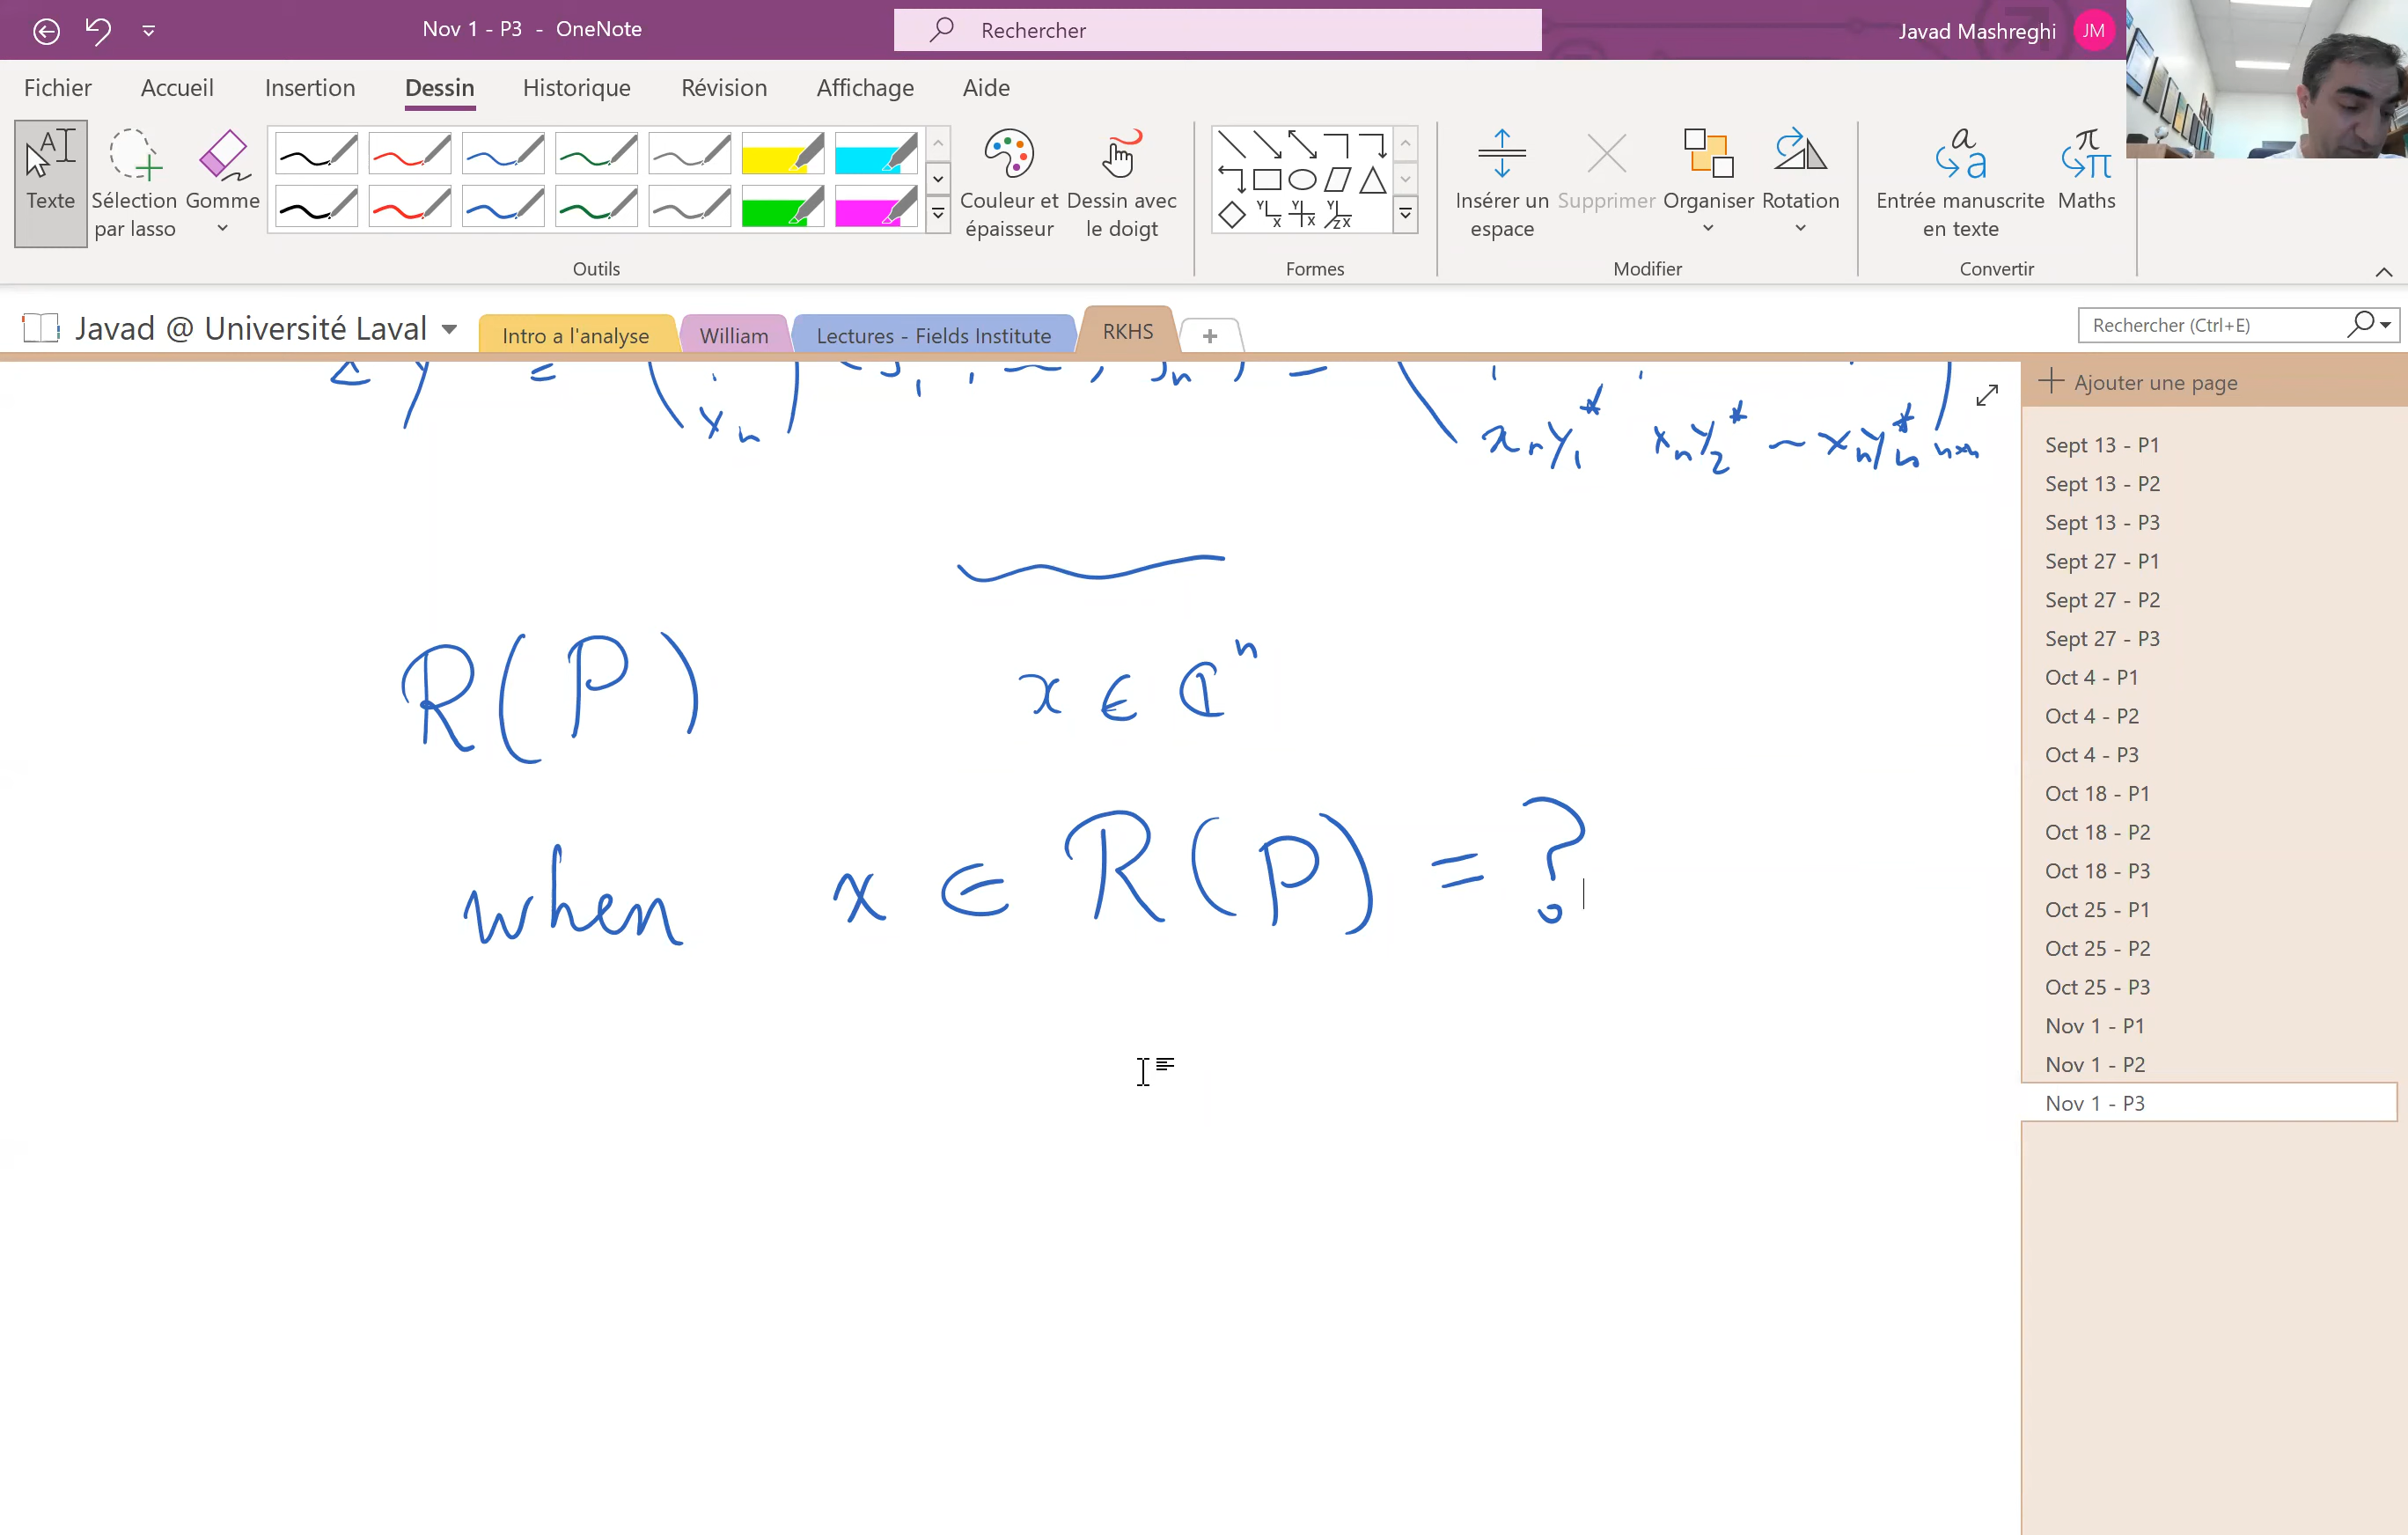 Nov 1 - P3 - OneNote
Rechercher
Javad Mashreghi
JM
Fichier Accueil Insertion Dessin Historique Révision Affichage Aide
Texte
Sélection par lasso
Gomme
Couleur et épaisseur
Dessin avec le doigt
Insérer un espace
Supprimer
Organiser
Rotation
Entrée manuscrite en texte
Maths
Outils
Formes
Modifier
Convertir
Javad @ Université Laval
Intro a l'analyse
William
Lectures - Fields Institute
RKHS
Rechercher (Ctrl+E)
Ajouter une page
Sept 13 - P1
Sept 13 - P2
Sept 13 - P3
Sept 27 - P1
Sept 27 - P2
Sept 27 - P3
Oct 4 - P1
Oct 4 - P2
Oct 4 - P3
Oct 18 - P1
Oct 18 - P2
Oct 18 - P3
Oct 25 - P1
Oct 25 - P2
Oct 25 - P3
Nov 1 - P1
Nov 1 - P2
Nov 1 - P3
xₙ
xₙy₁* xₙy₂* ~ xₙyₙ* n×n
R(P) x ∈ ℂⁿ
when x ∈ R(P) = ?